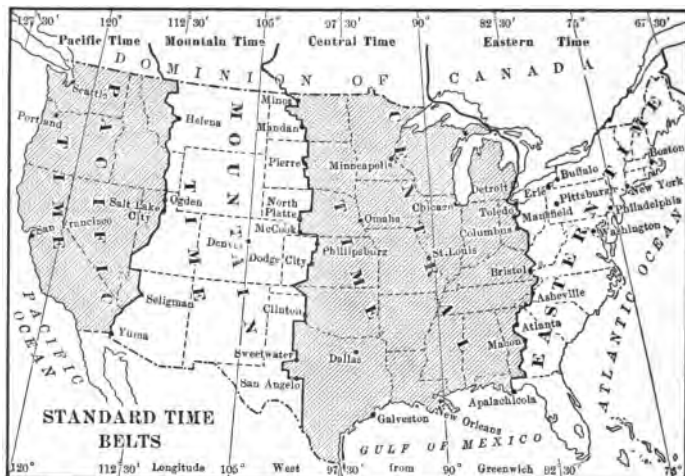 127°30' 120° 112°30' 105° 97°30' 90° 82°30' 75° 67°30'
Pacific Time Mountain Time Central Time Eastern Time
DOMINION OF CANADA
Seattle
Portland
Helena
Minot
Mandan
Minneapolis
Pierre
Boston
Buffalo
Detroit
Erie
Pittsburg
New York
Chicago
Toledo
Mansfield
Philadelphia
Salt Lake City
Ogden
North Platte
Omaha
Columbus
Washington
San Francisco
McCook
Denver
Phillipsburg
St. Louis
Dodge City
Bristol
Seligman
Clinton
Asheville
Atlanta
Yuma
Sweetwater
Dallas
Macon
San Angelo
Apalachicola
Galveston
New Orleans
PACIFIC TIME
MOUNTAIN TIME
CENTRAL TIME
EASTERN TIME
PACIFIC OCEAN
ATLANTIC OCEAN
GULF OF MEXICO
STANDARD TIME
BELTS
120° 112°30' Longitude 105° West 97°30' from 90° Greenwich 82°30' 75°